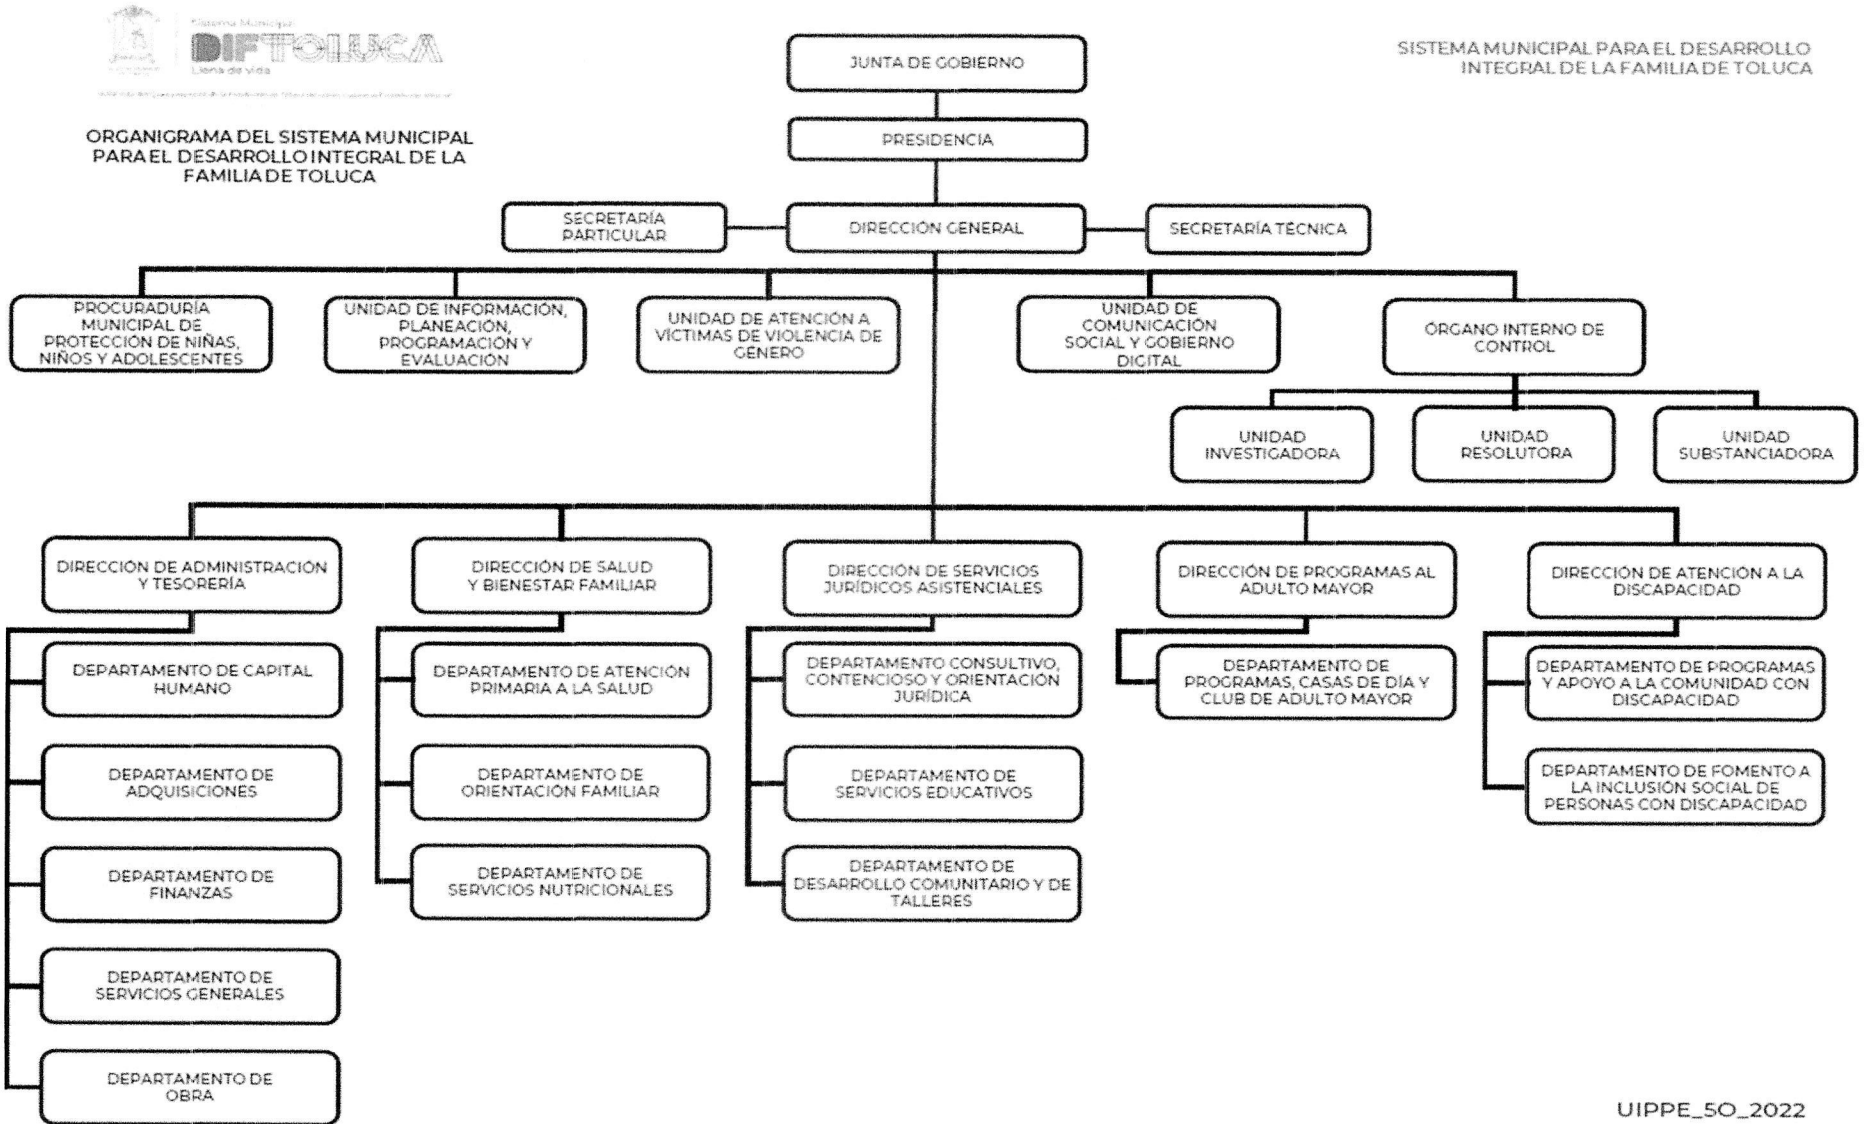 Sistema Municipal
DIF TOLUCA
Llena de vida
SISTEMA MUNICIPAL PARA EL DESARROLLO
INTEGRAL DE LA FAMILIA DE TOLUCA
ORGANIGRAMA DEL SISTEMA MUNICIPAL
PARA EL DESARROLLO INTEGRAL DE LA
FAMILIA DE TOLUCA
JUNTA DE GOBIERNO
PRESIDENCIA
SECRETARÍA
PARTICULAR
DIRECCIÓN GENERAL
SECRETARÍA TÉCNICA
PROCURADURÍA
MUNICIPAL DE
PROTECCIÓN DE NIÑAS,
NIÑOS Y ADOLESCENTES
UNIDAD DE INFORMACIÓN,
PLANEACIÓN,
PROGRAMACIÓN Y
EVALUACIÓN
UNIDAD DE ATENCIÓN A
VÍCTIMAS DE VIOLENCIA DE
GÉNERO
UNIDAD DE
COMUNICACIÓN
SOCIAL Y GOBIERNO
DIGITAL
ÓRGANO INTERNO DE
CONTROL
UNIDAD
INVESTIGADORA
UNIDAD
RESOLUTORA
UNIDAD
SUBSTANCIADORA
DIRECCIÓN DE ADMINISTRACIÓN
Y TESORERÍA
DEPARTAMENTO DE CAPITAL
HUMANO
DEPARTAMENTO DE
ADQUISICIONES
DEPARTAMENTO DE
FINANZAS
DEPARTAMENTO DE
SERVICIOS GENERALES
DEPARTAMENTO DE
OBRA
DIRECCIÓN DE SALUD
Y BIENESTAR FAMILIAR
DEPARTAMENTO DE ATENCIÓN
PRIMARIA A LA SALUD
DEPARTAMENTO DE
ORIENTACIÓN FAMILIAR
DEPARTAMENTO DE
SERVICIOS NUTRICIONALES
DIRECCIÓN DE SERVICIOS
JURÍDICOS ASISTENCIALES
DEPARTAMENTO CONSULTIVO,
CONTENCIOSO Y ORIENTACIÓN
JURÍDICA
DEPARTAMENTO DE
SERVICIOS EDUCATIVOS
DEPARTAMENTO DE
DESARROLLO COMUNITARIO Y DE
TALLERES
DIRECCIÓN DE PROGRAMAS AL
ADULTO MAYOR
DEPARTAMENTO DE
PROGRAMAS, CASAS DE DÍA Y
CLUB DE ADULTO MAYOR
DIRECCIÓN DE ATENCIÓN A LA
DISCAPACIDAD
DEPARTAMENTO DE PROGRAMAS
Y APOYO A LA COMUNIDAD CON
DISCAPACIDAD
DEPARTAMENTO DE FOMENTO A
LA INCLUSIÓN SOCIAL DE
PERSONAS CON DISCAPACIDAD
UIPPE_SO_2022